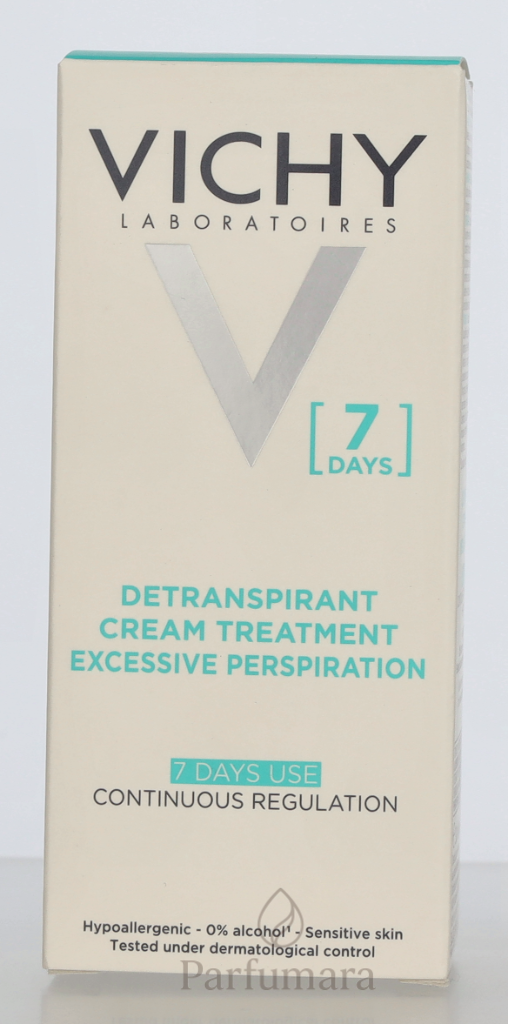 VICHY
LABORATOIRES
[7
DAYS]
DETRANSPIRANT
CREAM TREATMENT
EXCESSIVE PERSPIRATION
7 DAYS USE
CONTINUOUS REGULATION
Hypoallergenic - 0% alcohol¹ - Sensitive skin
Tested under dermatological control
Parfumara